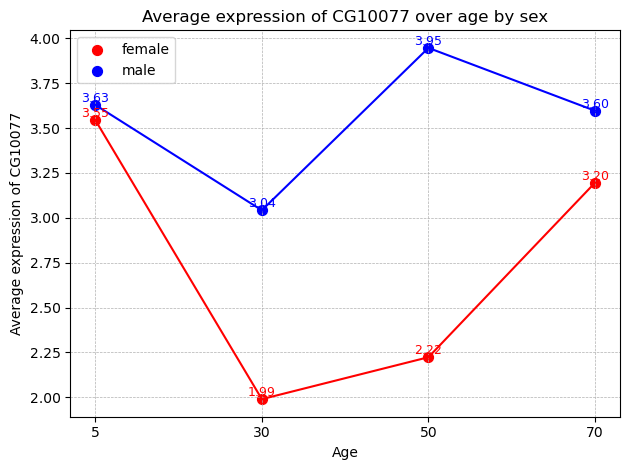 Average expression of CG10077 over age by sex
female
male
Average expression of CG10077
4.00
3.75
3.50
3.25
3.00
2.75
2.50
2.25
2.00
3.63
3.55
3.04
1.99
3.95
2.22
3.60
3.20
5 30 50 70
Age